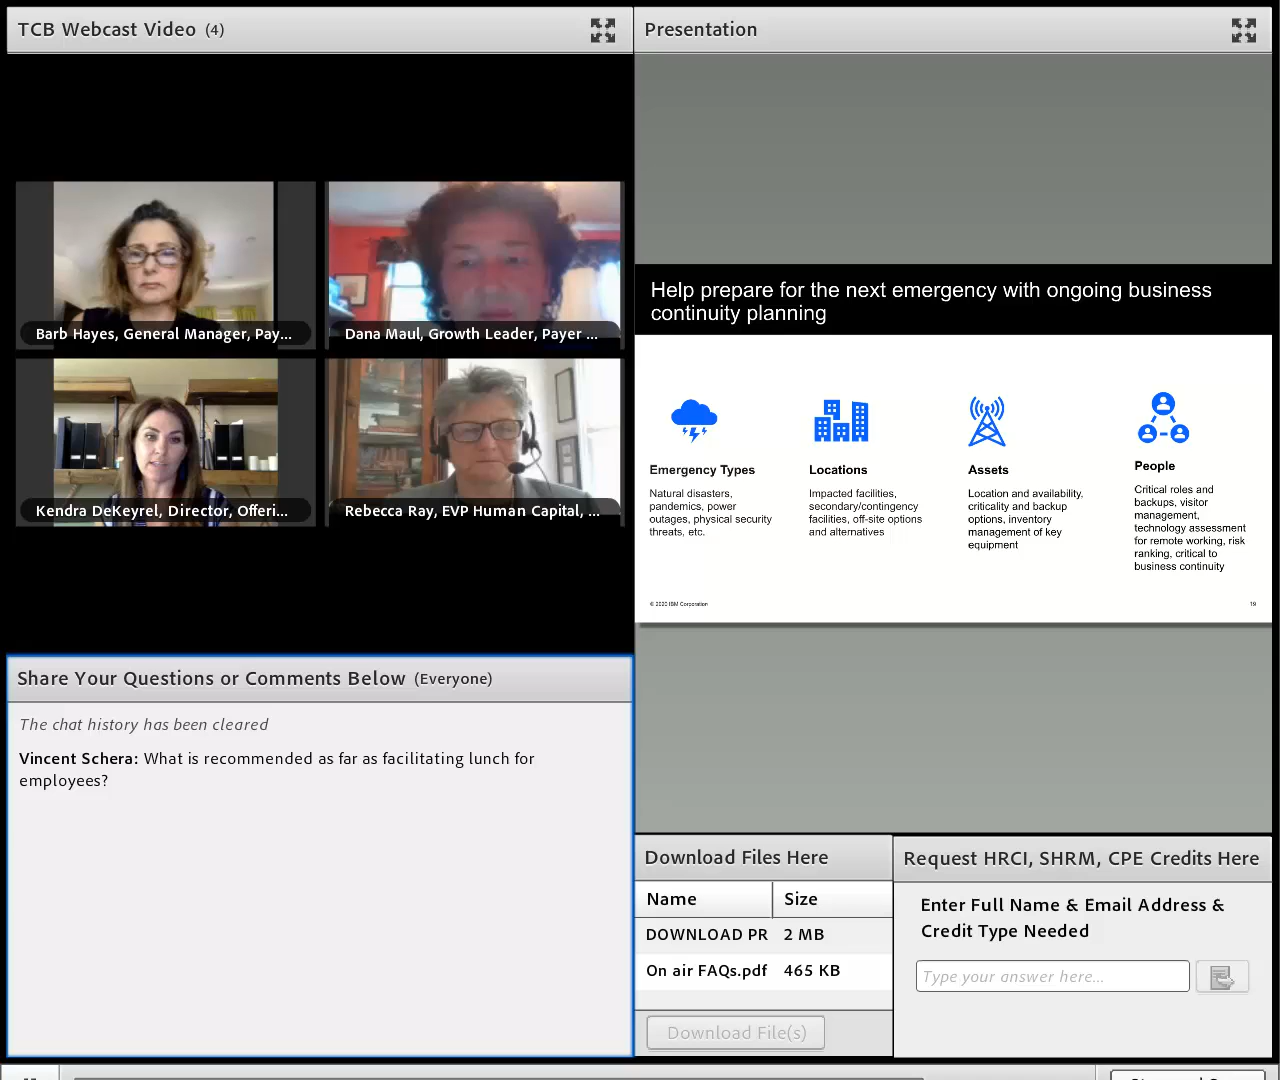 TCB Webcast Video (4)
Presentation
Barb Hayes, General Manager, Pay...
Dana Maul, Growth Leader, Payer ...
Kendra DeKeyrel, Director, Offeri...
Rebecca Ray, EVP Human Capital, ...
Help prepare for the next emergency with ongoing business
continuity planning
Emergency Types
Natural disasters,
pandemics, power
outages, physical security
threats, etc.
Locations
Impacted facilities,
secondary/contingency
facilities, off-site options
and alternatives
Assets
Location and availability,
criticality and backup
options, inventory
management of key
equipment
People
Critical roles and
backups, visitor
management,
technology assessment
for remote working, risk
ranking, critical to
business continuity
© 2020 IBM Corporation
19
Share Your Questions or Comments Below (Everyone)
The chat history has been cleared
Vincent Schera: What is recommended as far as facilitating lunch for
employees?
Download Files Here
Name Size
DOWNLOAD PR 2 MB
On air FAQs.pdf 465 KB
Download File(s)
Request HRCI, SHRM, CPE Credits Here
Enter Full Name & Email Address &
Credit Type Needed
Type your answer here...